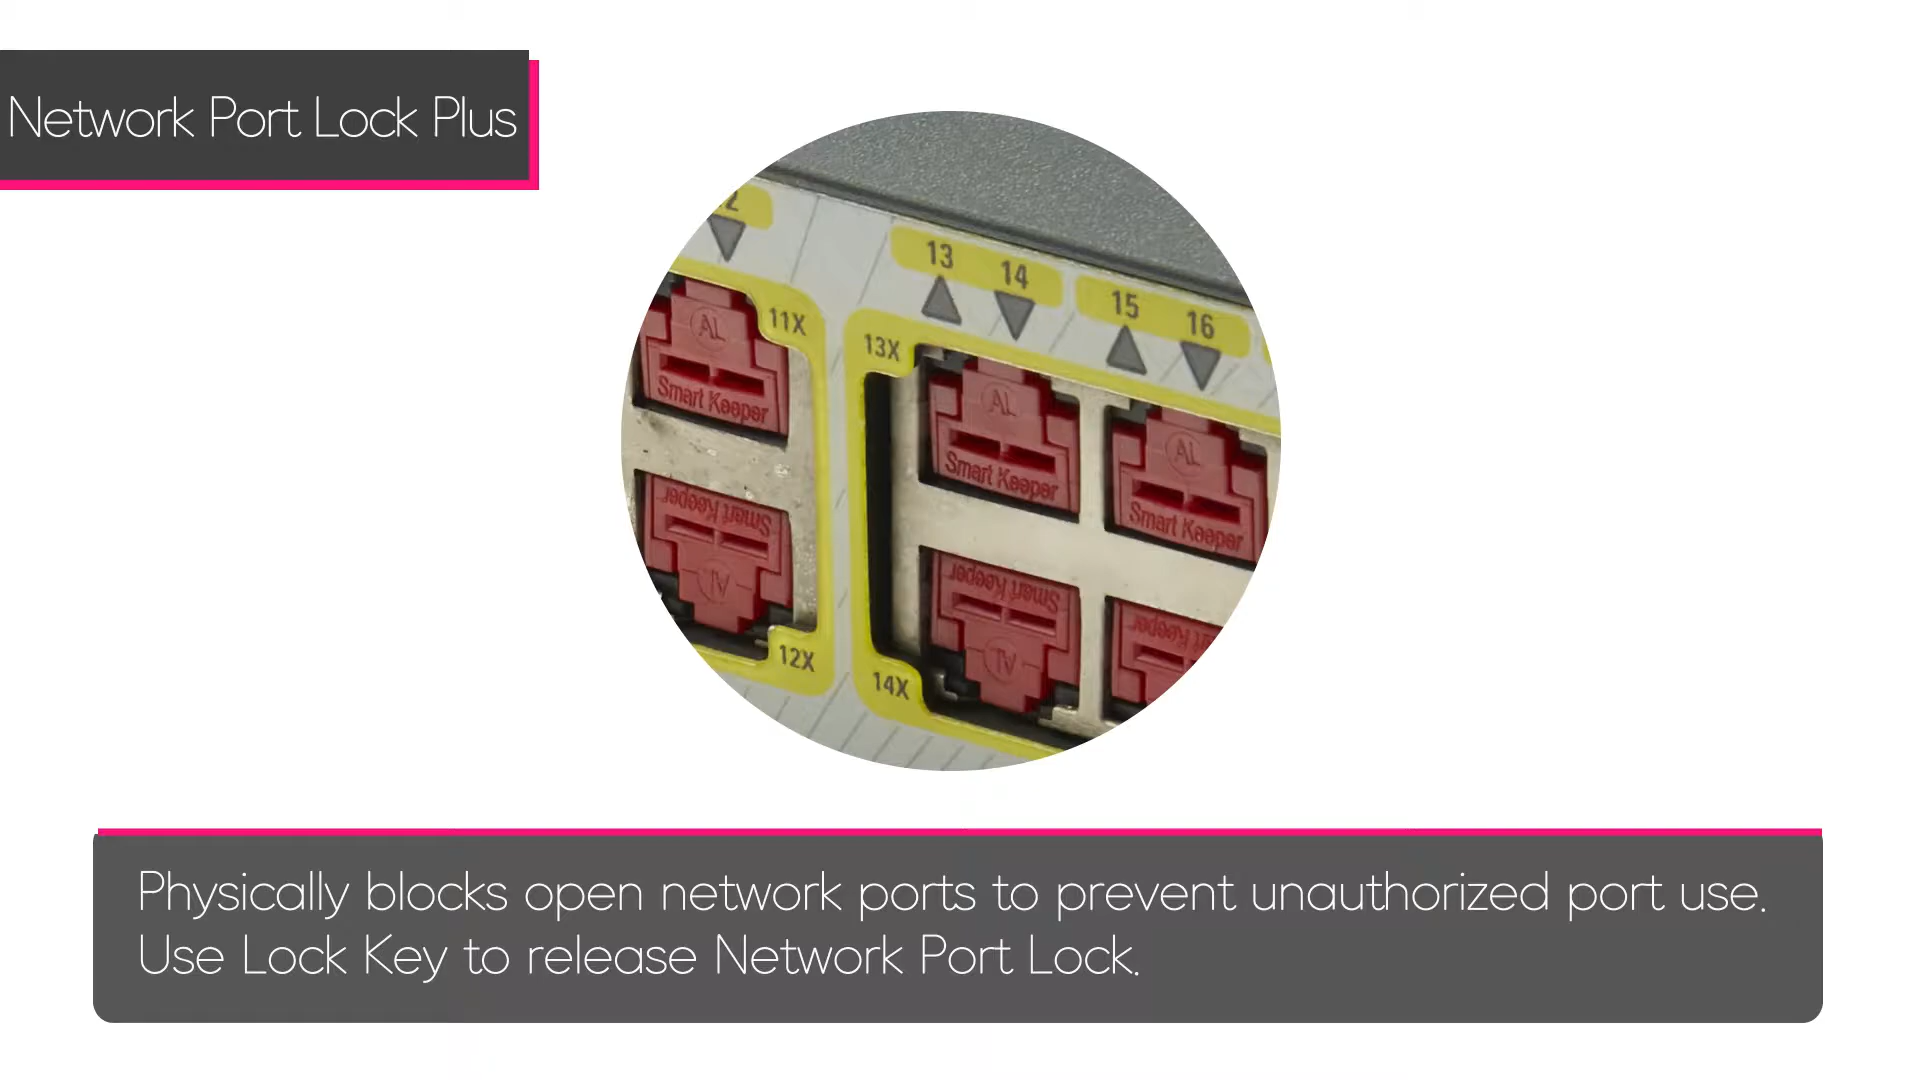 Network Port Lock Plus
13
14
15
16
11X
13X
AL
Smart Keeper
AL
Smart Keeper
AL
Smart Keeper
Smart Keeper
AL
Smart Keeper
AL
Keeper
12X
14X
Physically blocks open network ports to prevent unauthorized port use.
Use Lock Key to release Network Port Lock.